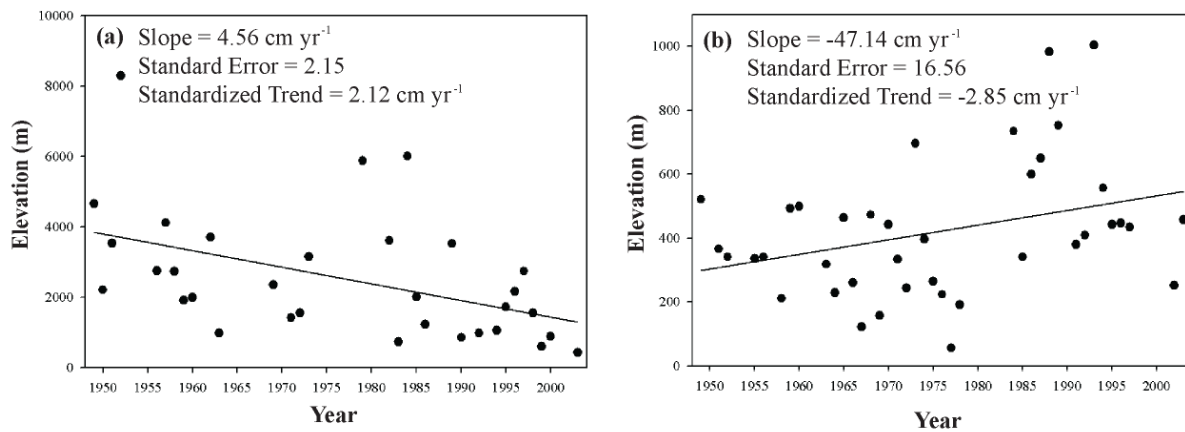 (a) Slope = 4.56 cm yr⁻¹
Standard Error = 2.15
Standardized Trend = 2.12 cm yr⁻¹
Elevation (m)
10000
8000
6000
4000
2000
0
1950 1955 1960 1965 1970 1975 1980 1985 1990 1995 2000
Year
(b) Slope = -47.14 cm yr⁻¹
Standard Error = 16.56
Standardized Trend = -2.85 cm yr⁻¹
Elevation (m)
1000
800
600
400
200
0
1950 1955 1960 1965 1970 1975 1980 1985 1990 1995 2000
Year